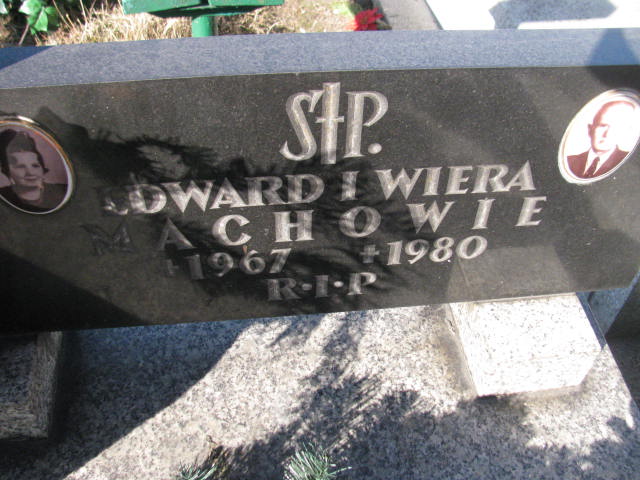 Ś†P.
EDWARD I WIERA
MACHOWIE
+1967 +1980
R·I·P